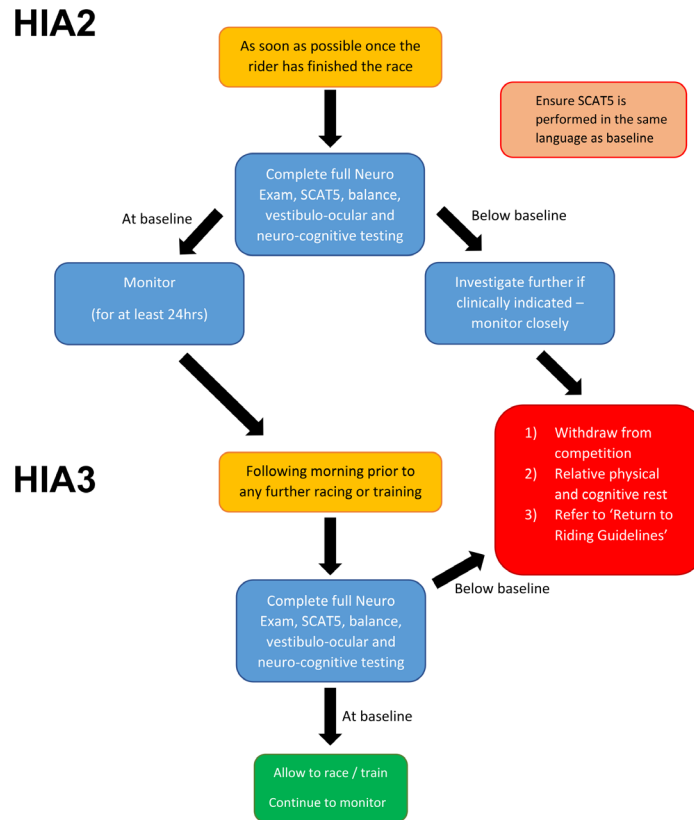 HIA2
As soon as possible once the
rider has finished the race
Ensure SCAT5 is
performed in the same
language as baseline
Complete full Neuro
Exam, SCAT5, balance,
vestibulo-ocular and
neuro-cognitive testing
At baseline
Below baseline
Monitor
(for at least 24hrs)
Investigate further if
clinically indicated –
monitor closely
1) Withdraw from
competition
2) Relative physical
and cognitive rest
3) Refer to ‘Return to
Riding Guidelines’
HIA3
Following morning prior to
any further racing or training
Below baseline
Complete full Neuro
Exam, SCAT5, balance,
vestibulo-ocular and
neuro-cognitive testing
At baseline
Allow to race / train
Continue to monitor